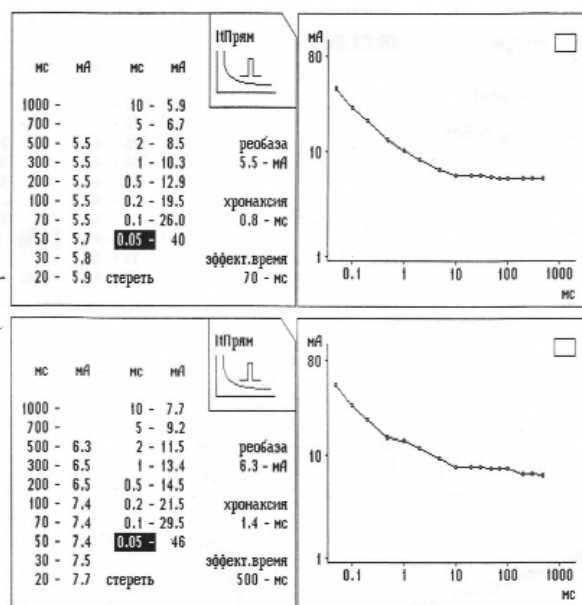 ItПрям
мс мА мс мА
1000 - 10 - 5.9
700 - 5 - 6.7
500 - 5.5 2 - 8.5 реобаза
300 - 5.5 1 - 10.3 5.5 - мА
200 - 5.5 0.5 - 12.9
100 - 5.5 0.2 - 19.5 хронаксия
70 - 5.5 0.1 - 26.0 0.8 - мс
50 - 5.7 0.05 - 40
30 - 5.8 эффект.время
20 - 5.9 стереть 70 - мс
мА
80
10
1
0.1 1 10 100 1000
мс
ItПрям
мс мА мс мА
1000 - 10 - 7.7
700 - 5 - 9.2
500 - 6.3 2 - 11.5 реобаза
300 - 6.5 1 - 13.4 6.3 - мА
200 - 6.5 0.5 - 14.5
100 - 7.4 0.2 - 21.5 хронаксия
70 - 7.4 0.1 - 29.5 1.4 - мс
50 - 7.4 0.05 - 46
30 - 7.5 эффект.время
20 - 7.7 стереть 500 - мс
мА
80
10
1
0.1 1 10 100 1000
мс